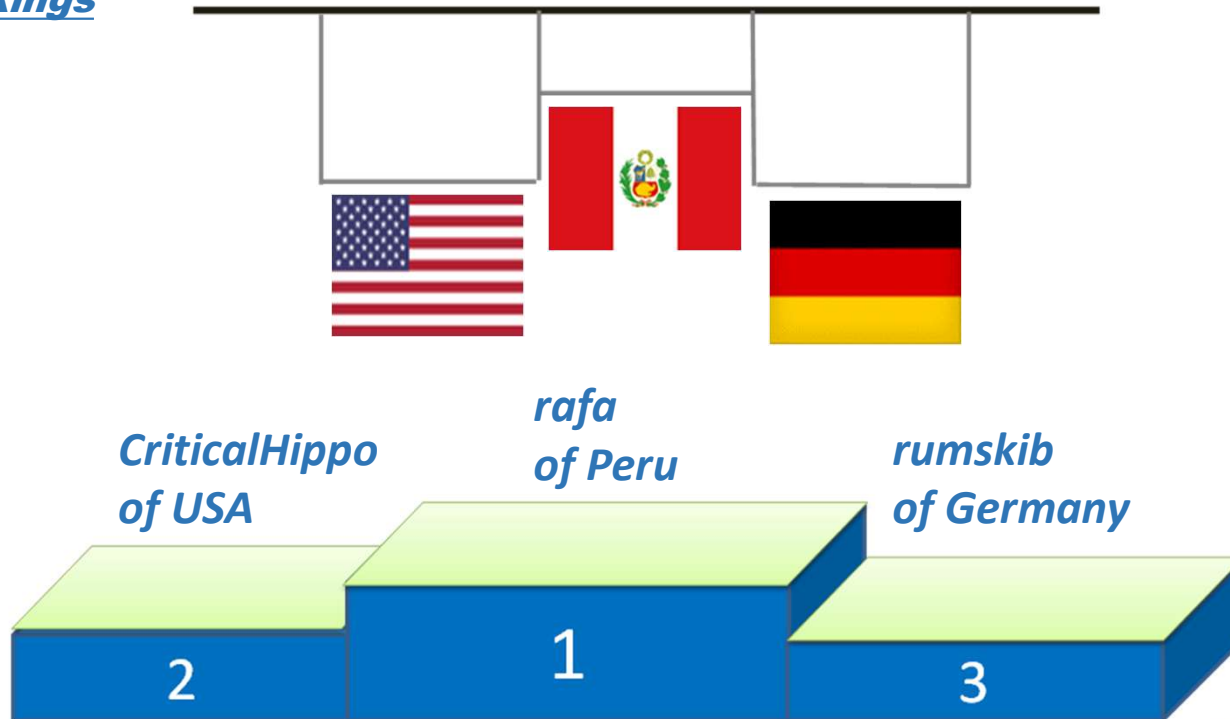 rafa
of Peru
CriticalHippo
of USA
rumskib
of Germany
1
2
3